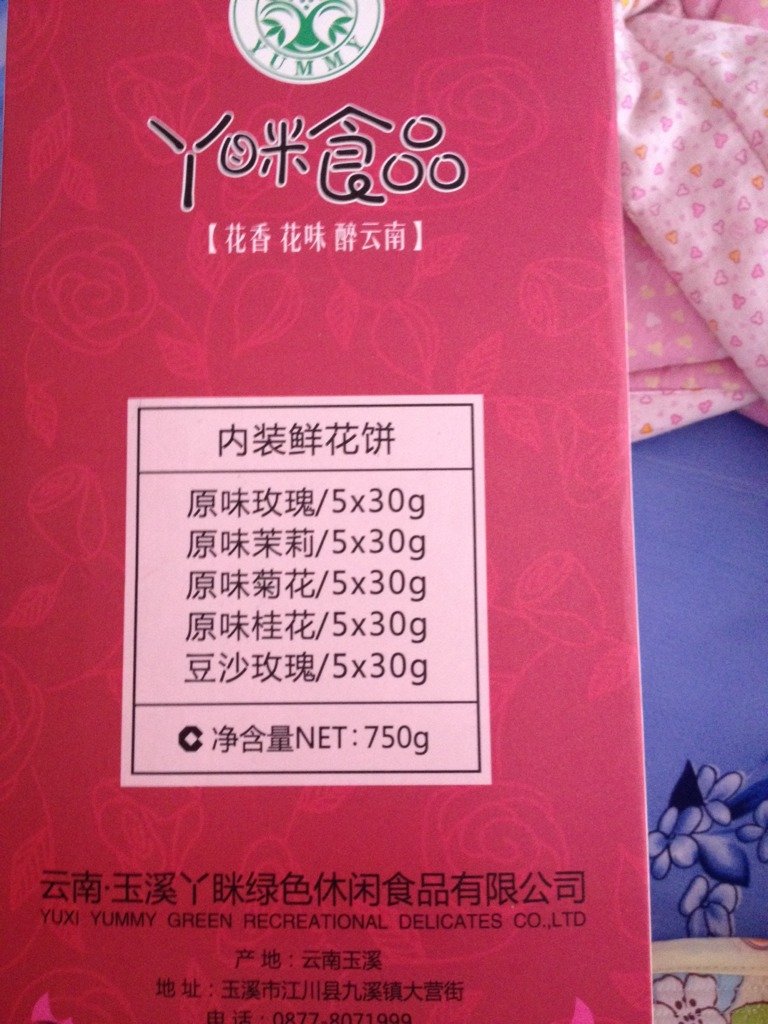 YUMMY
丫眯食品
【花香 花味 醉云南】
内装鲜花饼
原味玫瑰/5x30g
原味茉莉/5x30g
原味菊花/5x30g
原味桂花/5x30g
豆沙玫瑰/5x30g
净含量NET:750g
云南·玉溪丫眯绿色休闲食品有限公司
YUXI YUMMY GREEN RECREATIONAL DELICATES CO.,LTD
产 地：云南玉溪
地 址：玉溪市江川县九溪镇大营街
电 话：0877-8071999